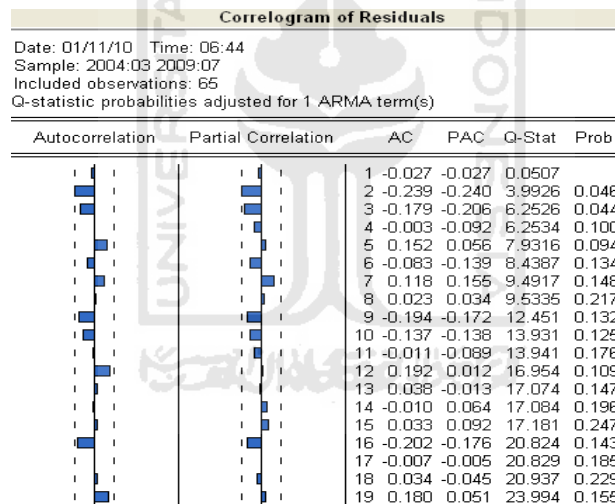 Correlogram of Residuals
Date: 01/11/10 Time: 06:44
Sample: 2004:03 2009:07
Included observations: 65
Q-statistic probabilities adjusted for 1 ARMA term(s)
Autocorrelation Partial Correlation AC PAC Q-Stat Prob
1 -0.027 -0.027 0.0507
2 -0.239 -0.240 3.9926 0.046
3 -0.179 -0.206 6.2526 0.044
4 -0.003 -0.092 6.2534 0.100
5 0.152 0.056 7.9316 0.094
6 -0.083 -0.139 8.4387 0.134
7 0.118 0.155 9.4917 0.148
8 0.023 0.034 9.5335 0.217
9 -0.194 -0.172 12.451 0.132
10 -0.137 -0.138 13.931 0.125
11 -0.011 -0.089 13.941 0.176
12 0.192 0.012 16.954 0.109
13 0.038 -0.013 17.074 0.147
14 -0.010 0.064 17.084 0.196
15 0.033 0.092 17.181 0.247
16 -0.202 -0.176 20.824 0.143
17 -0.007 -0.005 20.829 0.185
18 0.034 -0.045 20.937 0.229
19 0.180 0.051 23.994 0.155